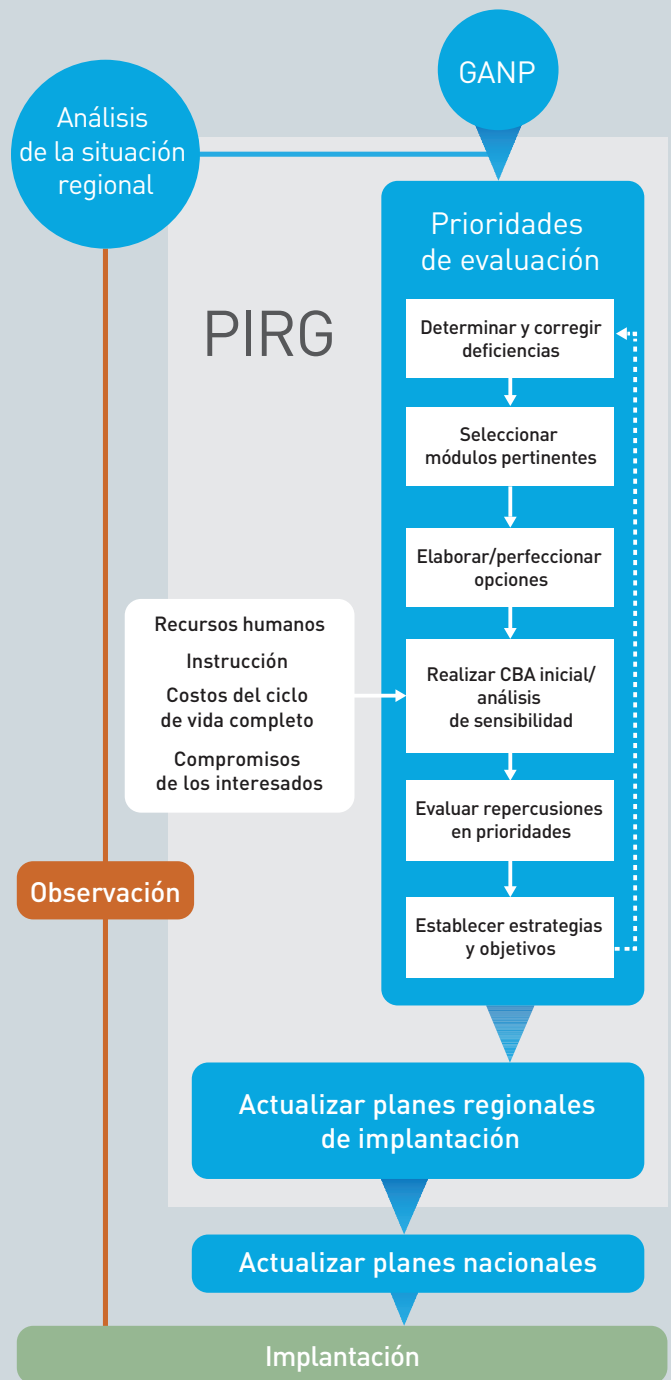 GANP
Análisis
de la situación
regional
Prioridades
de evaluación
PIRG
Determinar y corregir
deficiencias
Seleccionar
módulos pertinentes
Elaborar/perfeccionar
opciones
Recursos humanos
Instrucción
Costos del ciclo
de vida completo
Compromisos
de los interesados
Realizar CBA inicial/
análisis
de sensibilidad
Evaluar repercusiones
en prioridades
Observación
Establecer estrategias
y objetivos
Actualizar planes regionales
de implantación
Actualizar planes nacionales
Implantación